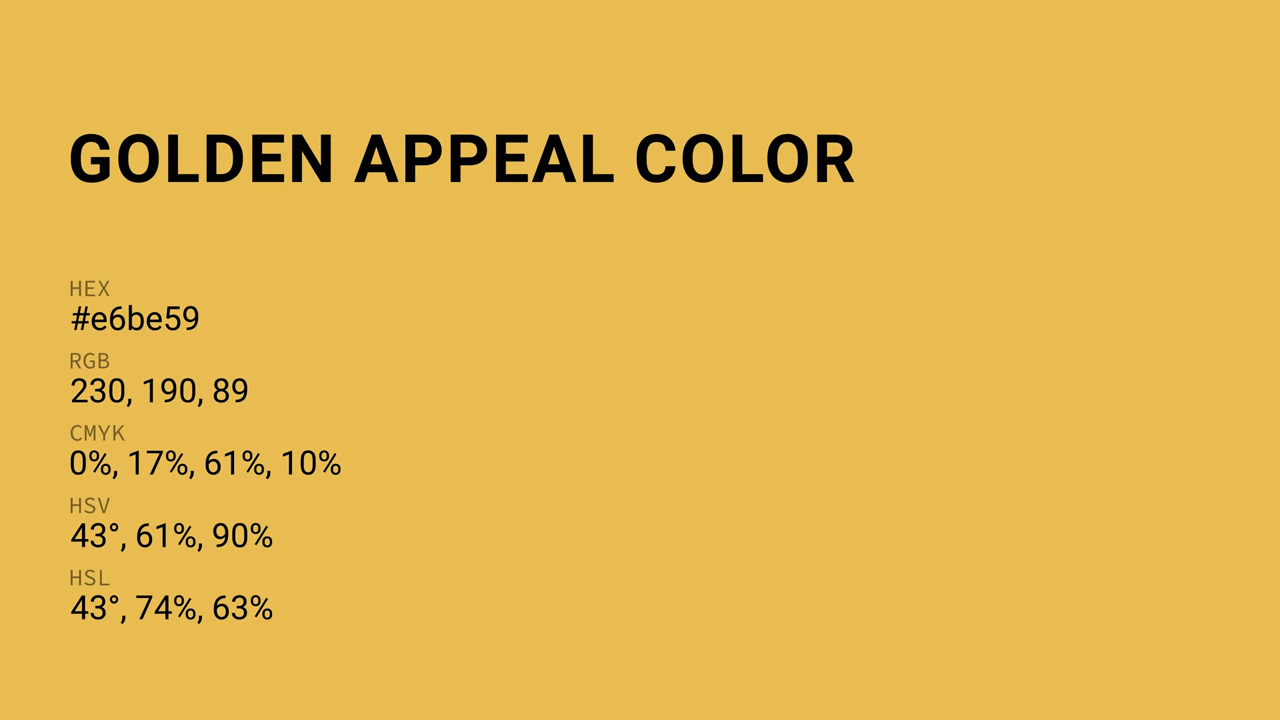 GOLDEN APPEAL COLOR
HEX
#e6be59
RGB
230, 190, 89
CMYK
0%, 17%, 61%, 10%
HSV
43°, 61%, 90%
HSL
43°, 74%, 63%